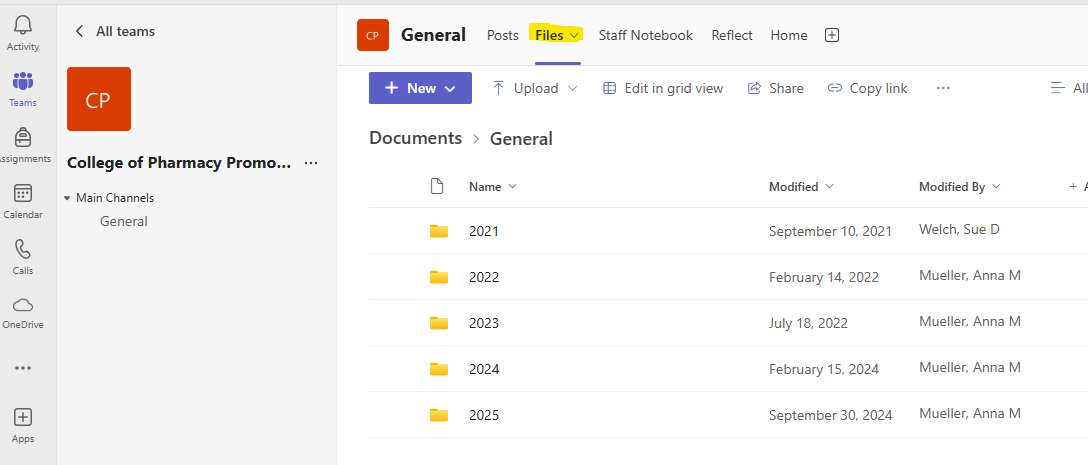 Activity
Teams
Assignments
Calendar
Calls
OneDrive
Apps
All teams
CP
College of Pharmacy Promo...
Main Channels
General
CP General Posts Files Staff Notebook Reflect Home
New Upload Edit in grid view Share Copy link All
Documents > General
Name Modified Modified By + A
2021 September 10, 2021 Welch, Sue D
2022 February 14, 2022 Mueller, Anna M
2023 July 18, 2022 Mueller, Anna M
2024 February 15, 2024 Mueller, Anna M
2025 September 30, 2024 Mueller, Anna M